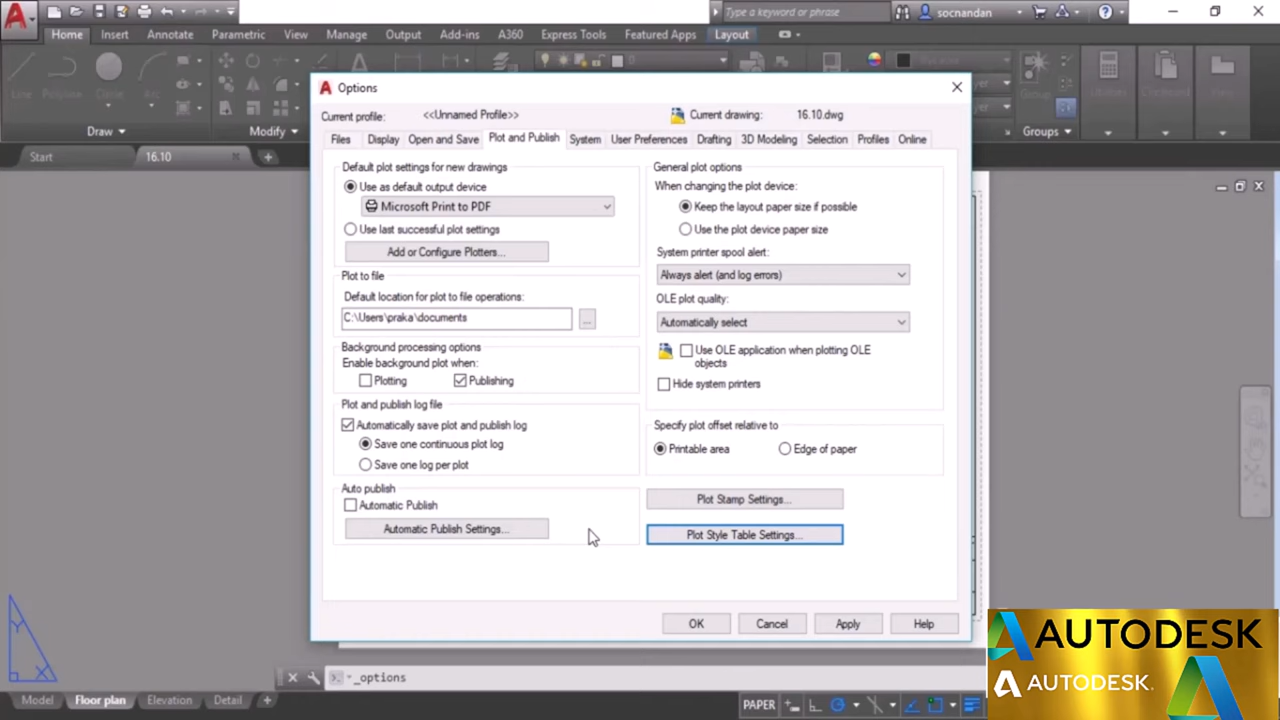 A
Type a keyword or phrase
socnandan
Home Insert Annotate Parametric View Manage Output Add-ins A360 Express Tools Featured Apps Layout
Line Polyline Circle Arc
0
Group Utilities Clipboard
Draw Modify Groups
Start 16.10
Options
Current profile: <<Unnamed Profile>> Current drawing: 16.10.dwg
Files Display Open and Save Plot and Publish System User Preferences Drafting 3D Modeling Selection Profiles Online
Default plot settings for new drawings
Use as default output device
Microsoft Print to PDF
Use last successful plot settings
Add or Configure Plotters...
Plot to file
Default location for plot to file operations:
C:\Users\praka\documents
...
Background processing options
Enable background plot when:
Plotting Publishing
Plot and publish log file
Automatically save plot and publish log
Save one continuous plot log
Save one log per plot
Auto publish
Automatic Publish
Automatic Publish Settings...
General plot options
When changing the plot device:
Keep the layout paper size if possible
Use the plot device paper size
System printer spool alert:
Always alert (and log errors)
OLE plot quality:
Automatically select
Use OLE application when plotting OLE
objects
Hide system printers
Specify plot offset relative to
Printable area Edge of paper
Plot Stamp Settings...
Plot Style Table Settings...
OK Cancel Apply Help
Y
X
_options
Model Floor plan Elevation Detail
PAPER
AUTODESK
AUTODESK.